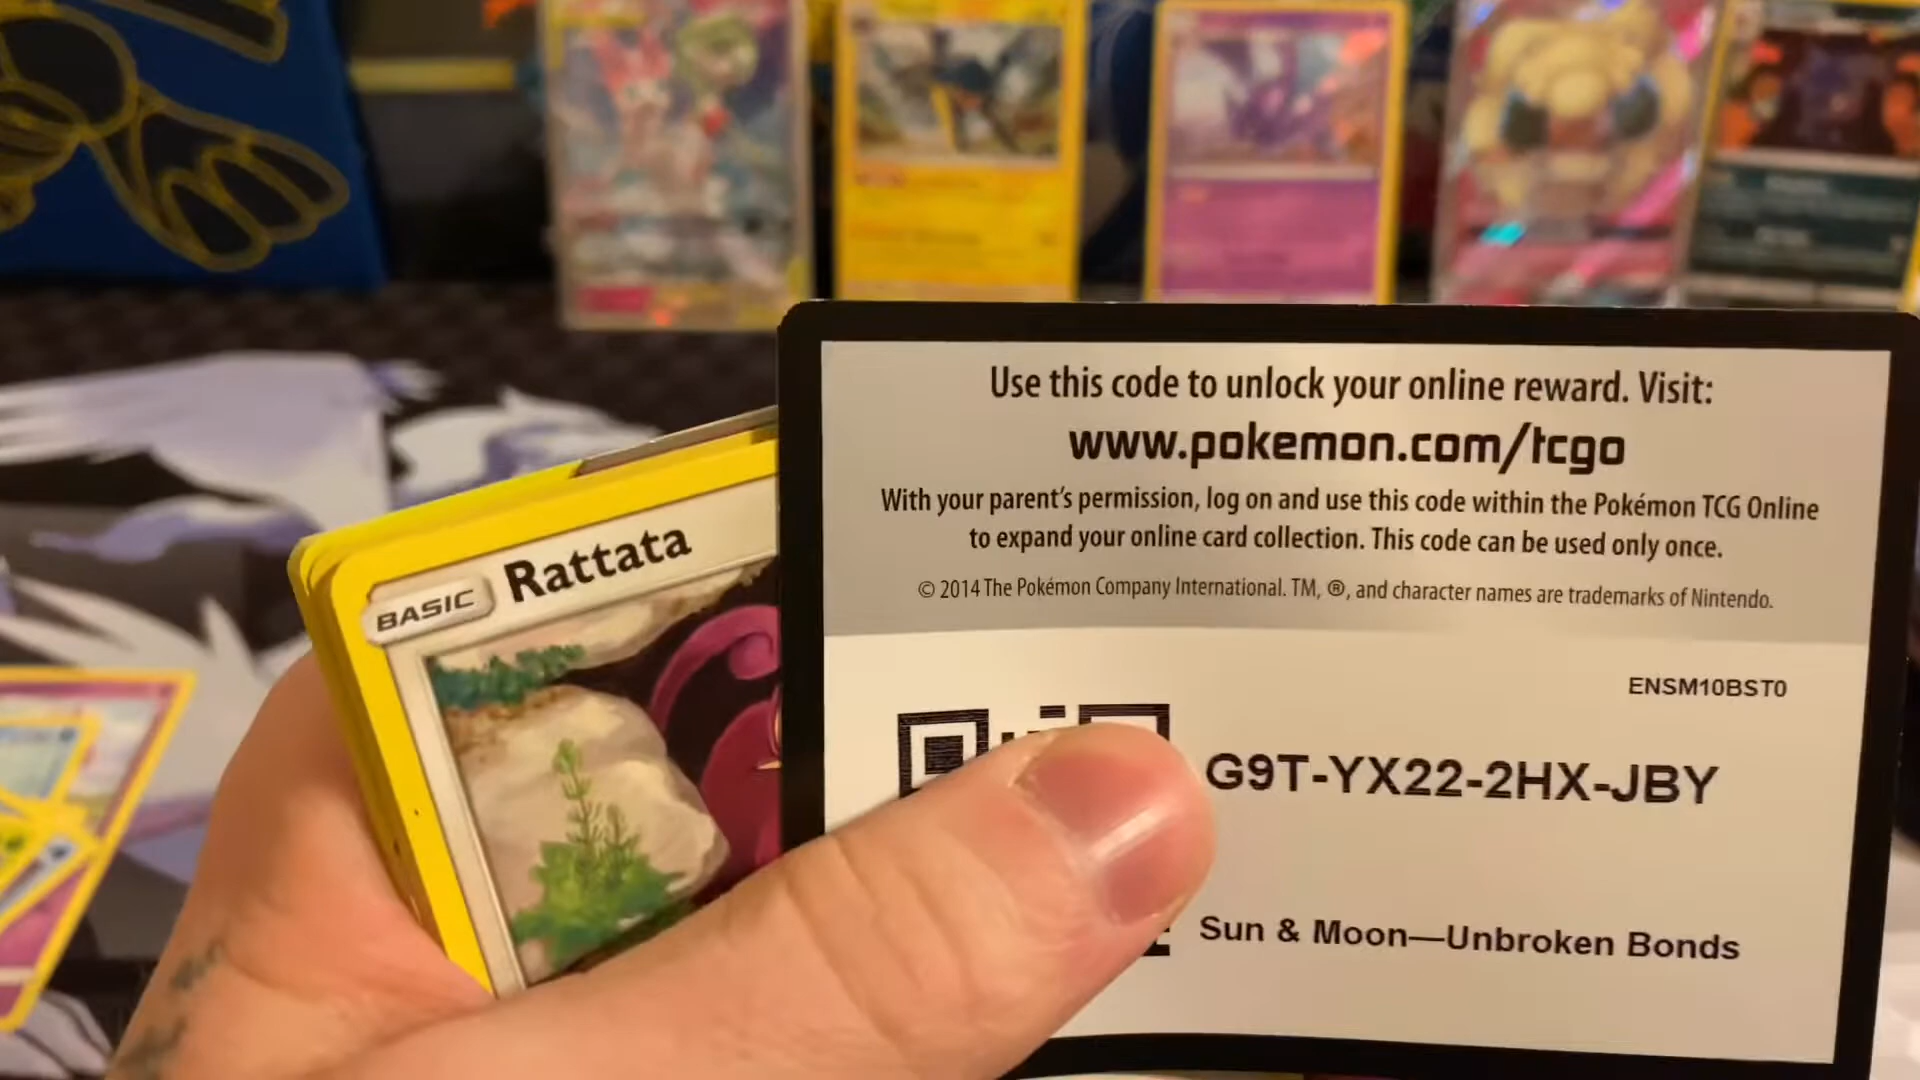 Use this code to unlock your online reward. Visit:
www.pokemon.com/tcgo
With your parent's permission, log on and use this code within the Pokémon TCG Online
to expand your online card collection. This code can be used only once.
© 2014 The Pokémon Company International. TM, ®, and character names are trademarks of Nintendo.
ENSM10BST0
G9T-YX22-2HX-JBY
Sun & Moon—Unbroken Bonds
BASIC Rattata